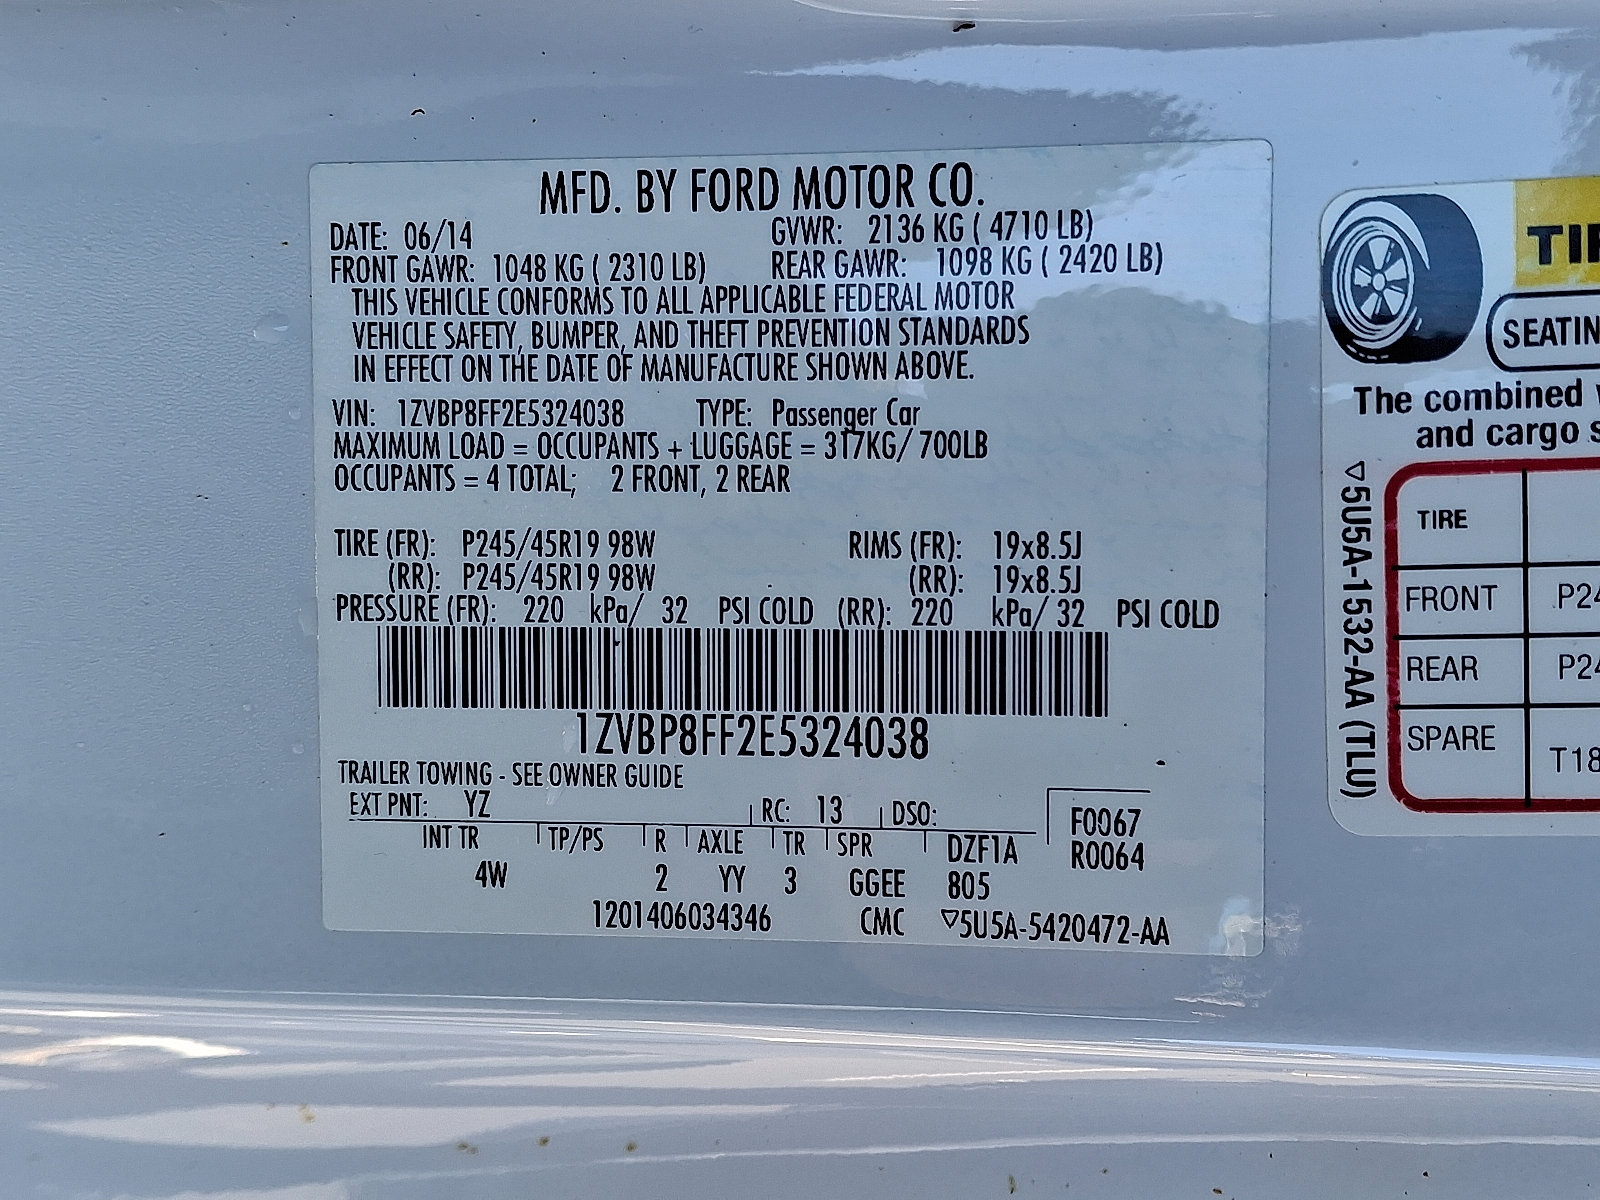 MFD. BY FORD MOTOR CO.
DATE: 06/14 GVWR: 2136 KG ( 4710 LB)
FRONT GAWR: 1048 KG ( 2310 LB) REAR GAWR: 1098 KG ( 2420 LB)
THIS VEHICLE CONFORMS TO ALL APPLICABLE FEDERAL MOTOR
VEHICLE SAFETY, BUMPER, AND THEFT PREVENTION STANDARDS
IN EFFECT ON THE DATE OF MANUFACTURE SHOWN ABOVE.
VIN: 1ZVBP8FF2E5324038 TYPE: Passenger Car
MAXIMUM LOAD = OCCUPANTS + LUGGAGE = 317KG/ 700LB
OCCUPANTS = 4 TOTAL; 2 FRONT, 2 REAR
TIRE (FR): P245/45R19 98W RIMS (FR): 19x8.5J
(RR): P245/45R19 98W (RR): 19x8.5J
PRESSURE (FR): 220 kPa/ 32 PSI COLD (RR): 220 kPa/ 32 PSI COLD
1ZVBP8FF2E5324038
TRAILER TOWING - SEE OWNER GUIDE
EXT PNT: YZ RC: 13 DSO:
F0067
R0064
INT TR TP/PS R AXLE TR SPR DZF1A
4W 2 YY 3 GGEE 805
1201406034346 CMC ▽5U5A-5420472-AA
TIR
SEATIN
The combined
and cargo s
TIRE
FRONT P24
REAR P24
SPARE T18
▽5U5A-1532-AA (TLU)